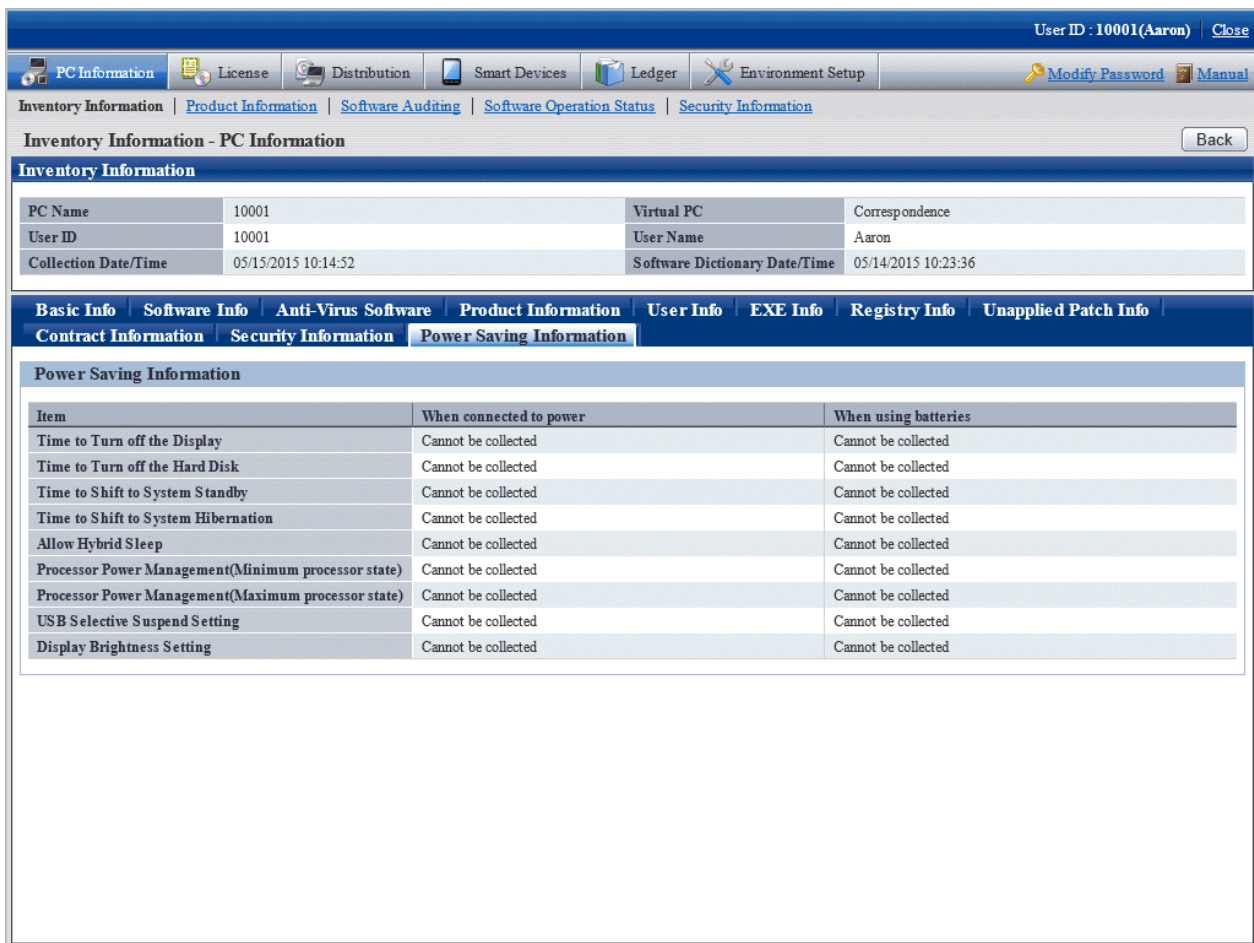 User ID : 10001(Aaron) Close
PC Information License Distribution Smart Devices Ledger Environment Setup Modify Password Manual
Inventory Information | Product Information | Software Auditing | Software Operation Status | Security Information
Inventory Information - PC Information Back
Inventory Information
PC Name 10001 Virtual PC Correspondence
User ID 10001 User Name Aaron
Collection Date/Time 05/15/2015 10:14:52 Software Dictionary Date/Time 05/14/2015 10:23:36
Basic Info Software Info Anti-Virus Software Product Information User Info EXE Info Registry Info Unapplied Patch Info
Contract Information Security Information Power Saving Information
Power Saving Information
Item When connected to power When using batteries
Time to Turn off the Display Cannot be collected Cannot be collected
Time to Turn off the Hard Disk Cannot be collected Cannot be collected
Time to Shift to System Standby Cannot be collected Cannot be collected
Time to Shift to System Hibernation Cannot be collected Cannot be collected
Allow Hybrid Sleep Cannot be collected Cannot be collected
Processor Power Management(Minimum processor state) Cannot be collected Cannot be collected
Processor Power Management(Maximum processor state) Cannot be collected Cannot be collected
USB Selective Suspend Setting Cannot be collected Cannot be collected
Display Brightness Setting Cannot be collected Cannot be collected